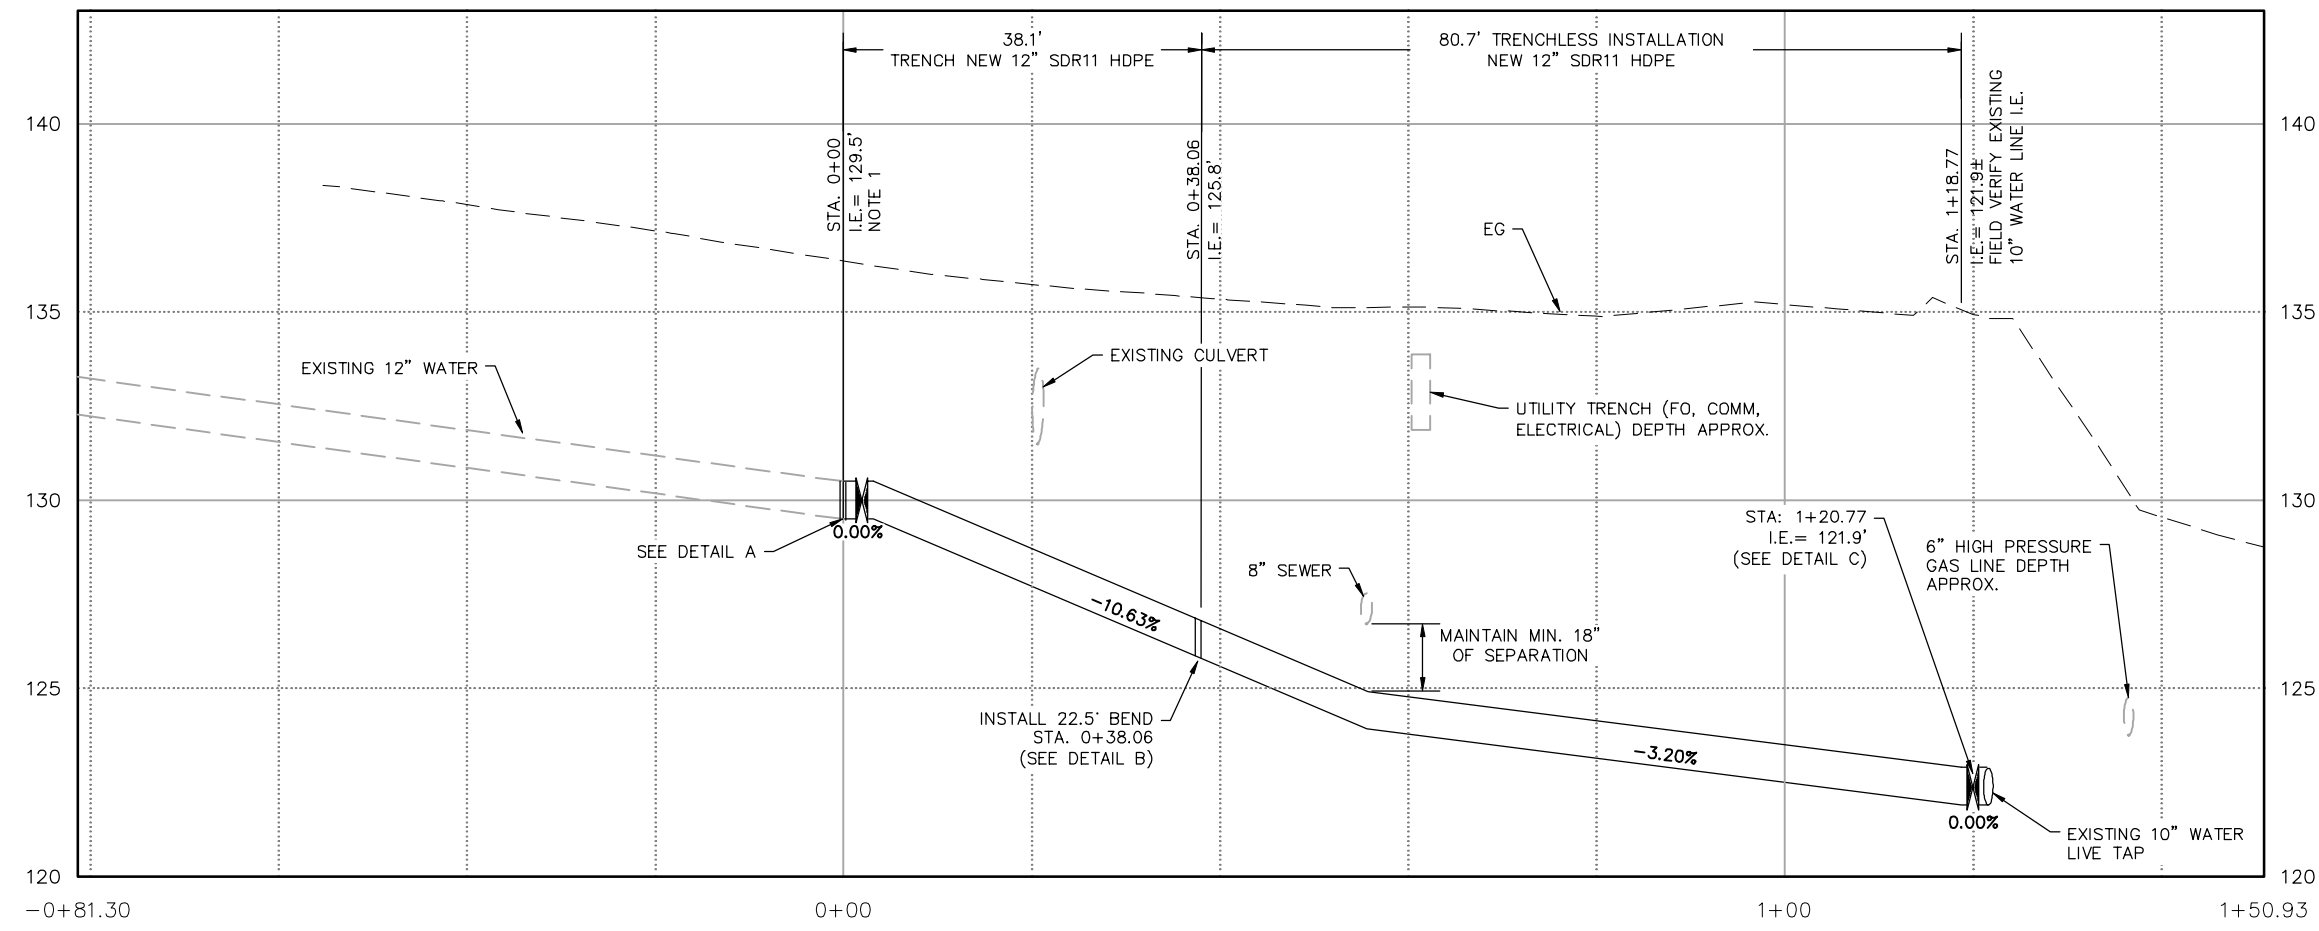 38.1'
TRENCH NEW 12" SDR11 HDPE
80.7' TRENCHLESS INSTALLATION
NEW 12" SDR11 HDPE
140
140
STA. 0+00
I.E.= 129.5'
NOTE 1
STA. 0+38.06
I.E.= 125.8'
STA. 1+18.77
I.E.= 121.9±
FIELD VERIFY EXISTING
10" WATER LINE I.E.
EG
135
135
EXISTING 12" WATER
EXISTING CULVERT
UTILITY TRENCH (FO, COMM,
ELECTRICAL) DEPTH APPROX.
130
130
0.00%
SEE DETAIL A
STA: 1+20.77
I.E.= 121.9'
(SEE DETAIL C)
6" HIGH PRESSURE
GAS LINE DEPTH
APPROX.
8" SEWER
-10.63%
MAINTAIN MIN. 18"
OF SEPARATION
125
125
INSTALL 22.5° BEND
STA. 0+38.06
(SEE DETAIL B)
-3.20%
0.00%
EXISTING 10" WATER
LIVE TAP
120
120
-0+81.30
0+00
1+00
1+50.93